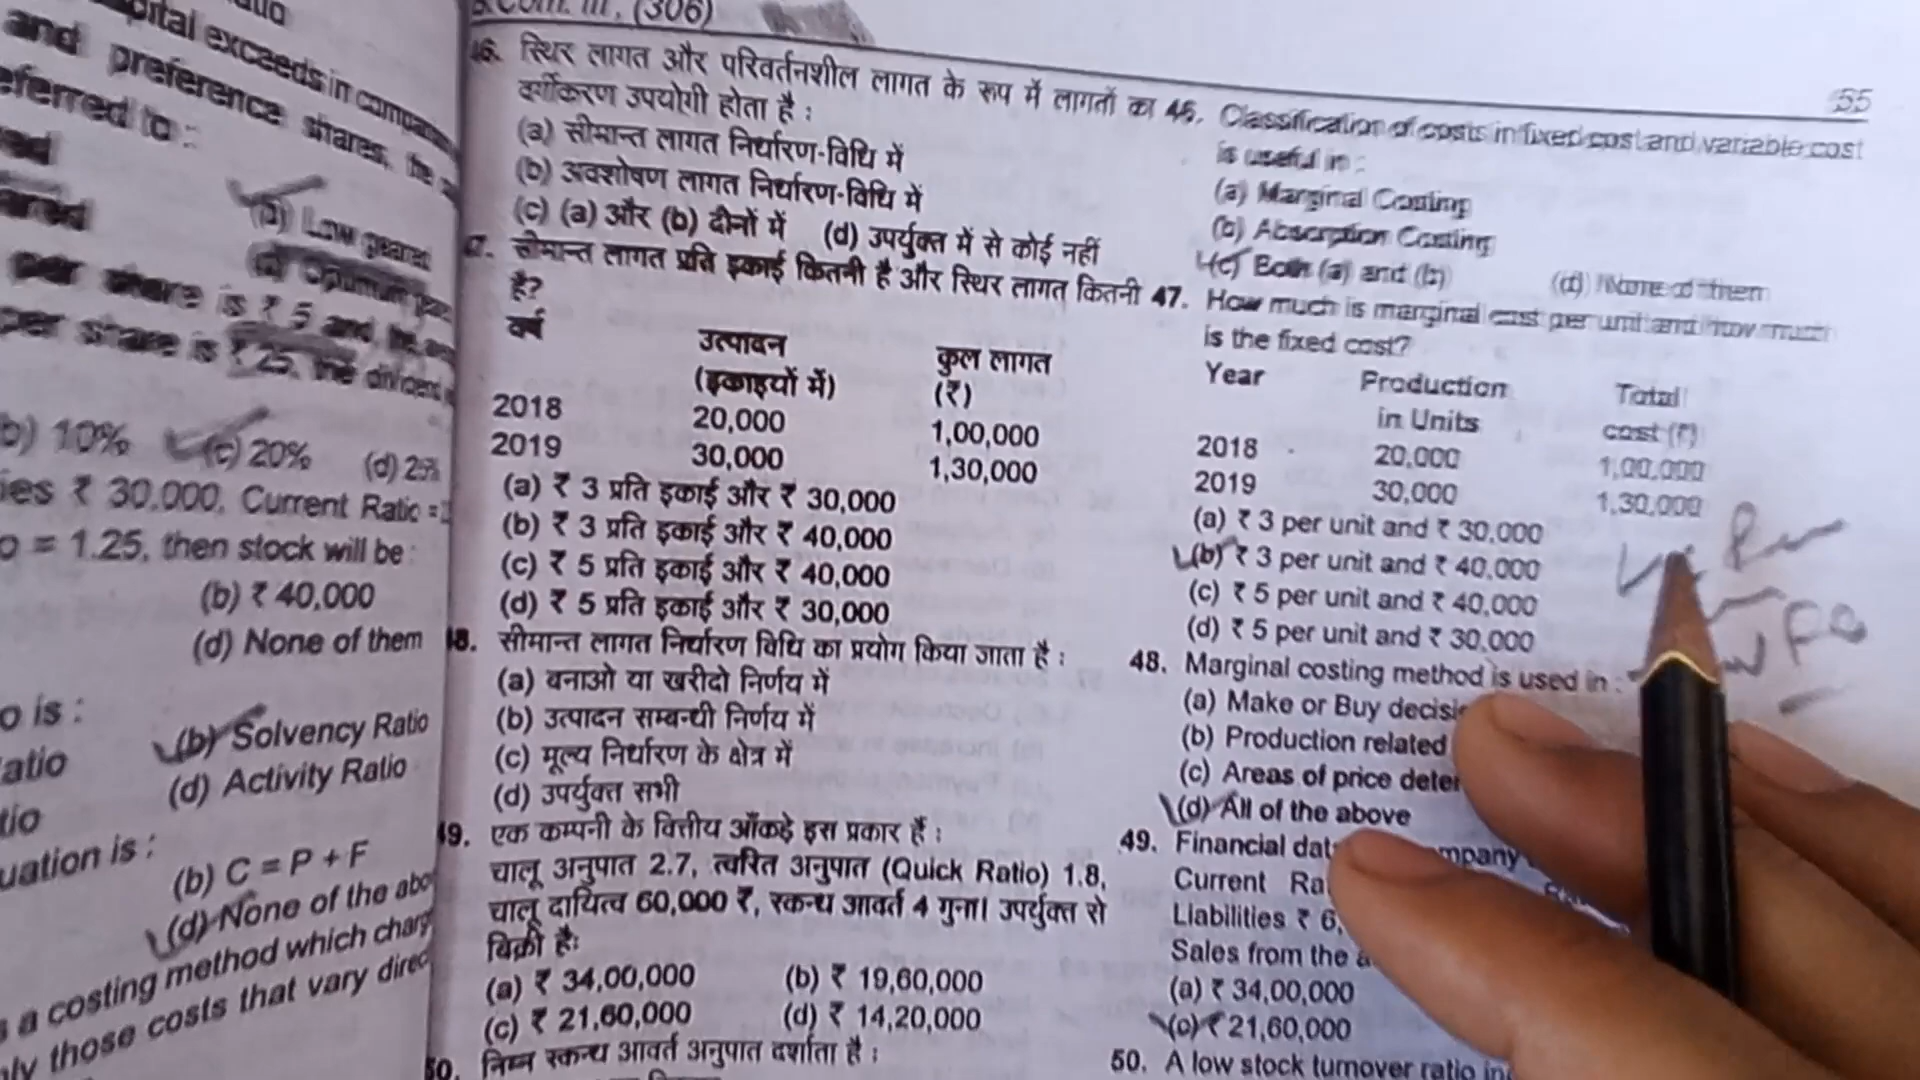 B.Com. III, (306)
55
pital exceeds in
and preference shares, the
eferred to :
(b) Low geared
per share is ₹ 5 and
per share is ₹ 25, the dividend
b) 10% (c) 20% (d) 2%
ies ₹ 30,000, Current Ratio =
o = 1.25, then stock will be :
(b) ₹ 40,000
(d) None of them
o is :
(b) Solvency Ratio
atio
(d) Activity Ratio
tio
uation is :
(b) C = P + F
(d) None of the abo
s a costing method which charg
ly those costs that vary direc
46. स्थिर लागत और परिवर्तनशील लागत के रूप में लागतों का
वर्गीकरण उपयोगी होता है :
(a) सीमान्त लागत निर्धारण-विधि में
(b) अवशोषण लागत निर्धारण-विधि में
(c) (a) और (b) दोनों में (d) उपर्युक्त में से कोई नहीं
7. सीमान्त लागत प्रति इकाई कितनी है और स्थिर लागत कितनी
है?
वर्ष उत्पादन कुल लागत
(इकाइयों में) (₹)
2018 20,000 1,00,000
2019 30,000 1,30,000
(a) ₹ 3 प्रति इकाई और ₹ 30,000
(b) ₹ 3 प्रति इकाई और ₹ 40,000
(c) ₹ 5 प्रति इकाई और ₹ 40,000
(d) ₹ 5 प्रति इकाई और ₹ 30,000
48. सीमान्त लागत निर्धारण विधि का प्रयोग किया जाता है :
(a) बनाओ या खरीदो निर्णय में
(b) उत्पादन सम्बन्धी निर्णय में
(c) मूल्य निर्धारण के क्षेत्र में
(d) उपर्युक्त सभी
49. एक कम्पनी के वित्तीय आँकड़े इस प्रकार हैं :
चालू अनुपात 2.7, त्वरित अनुपात (Quick Ratio) 1.8,
चालू दायित्व 60,000 ₹, स्कन्ध आवर्त 4 गुना। उपर्युक्त से
बिक्री है:
(a) ₹ 34,00,000 (b) ₹ 19,60,000
(c) ₹ 21,60,000 (d) ₹ 14,20,000
50. निम्न स्कन्ध आवर्त अनुपात दर्शाता है :
46. Classification of costs in fixed cost and variable cost
is useful in :
(a) Marginal Costing
(b) Absorption Costing
(c) Both (a) and (b) (d) None of them
47. How much is marginal cost per unit and how much
is the fixed cost?
Year Production Total
in Units cost (₹)
2018 20,000 1,00,000
2019 30,000 1,30,000
(a) ₹ 3 per unit and ₹ 30,000
(b) ₹ 3 per unit and ₹ 40,000
(c) ₹ 5 per unit and ₹ 40,000
(d) ₹ 5 per unit and ₹ 30,000
48. Marginal costing method is used in :
(a) Make or Buy decisi
(b) Production related
(c) Areas of price deter
(d) All of the above
49. Financial dat mpany
Current Ra
Liabilities ₹ 6,
Sales from the a
(a) ₹ 34,00,000
(c) ₹ 21,60,000
50. A low stock turnover ratio in